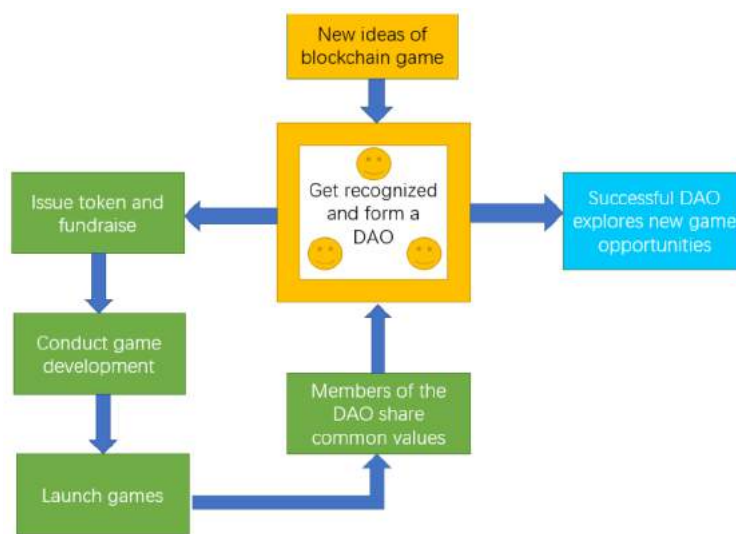 New ideas of
blockchain game
Get recognized
and form a
DAO
Issue token and
fundraise
Successful DAO
explores new game
opportunities
Conduct game
development
Members of the
DAO share
common values
Launch games